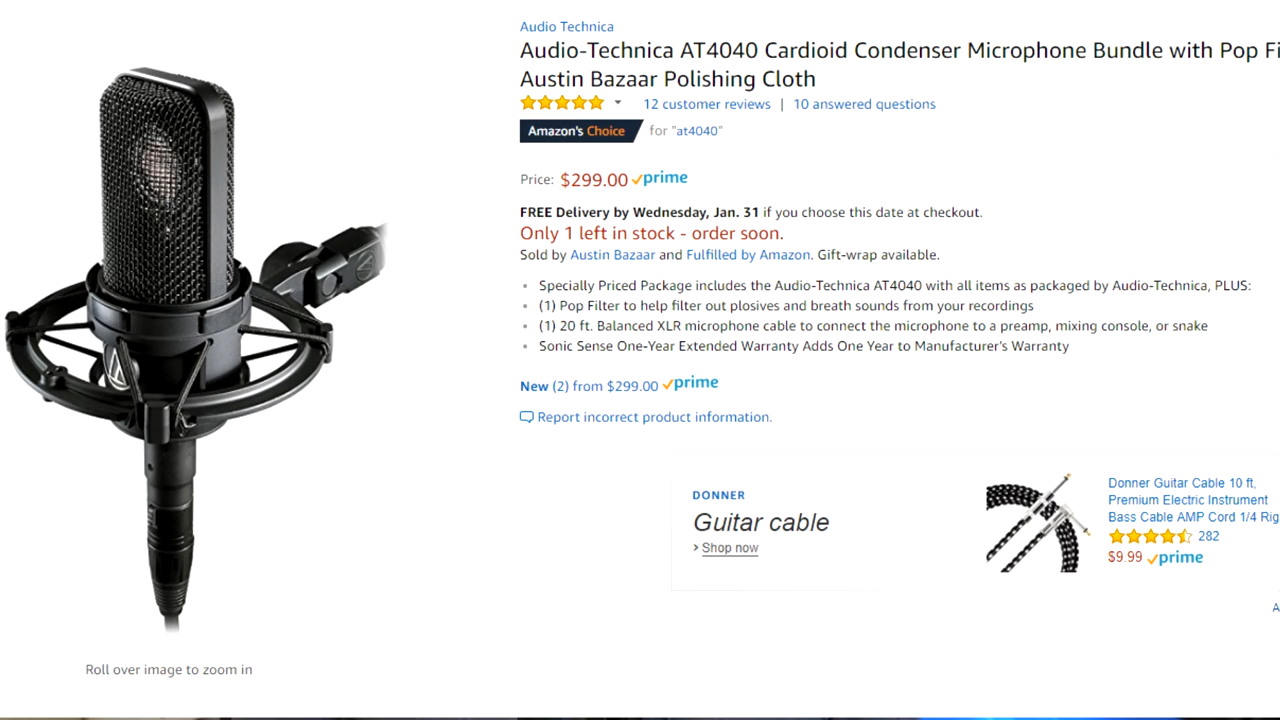 Audio Technica
Audio-Technica AT4040 Cardioid Condenser Microphone Bundle with Pop
Austin Bazaar Polishing Cloth
12 customer reviews | 10 answered questions
Amazon's Choice for "at4040"
Price: $299.00 prime
FREE Delivery by Wednesday, Jan. 31 if you choose this date at checkout.
Only 1 left in stock - order soon.
Sold by Austin Bazaar and Fulfilled by Amazon. Gift-wrap available.
• Specially Priced Package includes the Audio-Technica AT4040 with all items as packaged by Audio-Technica, PLUS:
• (1) Pop Filter to help filter out plosives and breath sounds from your recordings
• (1) 20 ft. Balanced XLR microphone cable to connect the microphone to a preamp, mixing console, or snake
• Sonic Sense One-Year Extended Warranty Adds One Year to Manufacturer's Warranty
New (2) from $299.00 prime
Report incorrect product information.
DONNER
Guitar cable
› Shop now
Donner Guitar Cable 10 ft,
Premium Electric Instrument
Bass Cable AMP Cord 1/4
282
$9.99 prime
Roll over image to zoom in